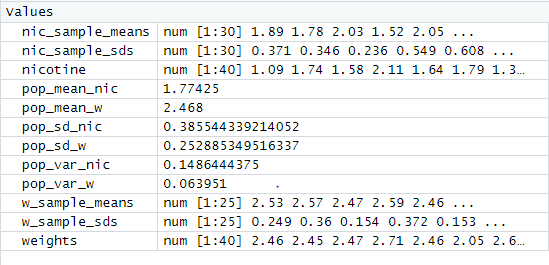 Values
nic_sample_means num [1:30] 1.89 1.78 2.03 1.52 2.05 ...
nic_sample_sds num [1:30] 0.371 0.346 0.236 0.549 0.608 ...
nicotine num [1:40] 1.09 1.74 1.58 2.11 1.64 1.79 1.3…
pop_mean_nic 1.77425
pop_mean_w 2.468
pop_sd_nic 0.385544339214052
pop_sd_w 0.252885349516337
pop_var_nic 0.1486444375
pop_var_w 0.063951
w_sample_means num [1:25] 2.53 2.57 2.47 2.59 2.46 ...
w_sample_sds num [1:25] 0.249 0.36 0.154 0.372 0.153 ...
weights num [1:40] 2.46 2.45 2.47 2.71 2.46 2.05 2.6…